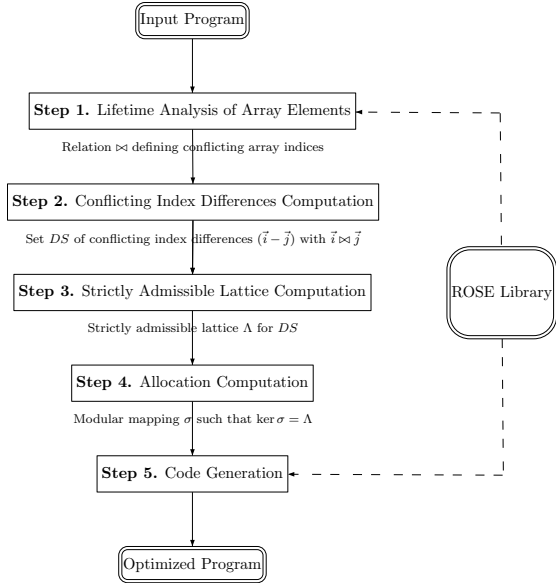 Input Program
Step 1. Lifetime Analysis of Array Elements
Relation ⋈ defining conflicting array indices
Step 2. Conflicting Index Differences Computation
Set DS of conflicting index differences (i⃗ − j⃗) with i⃗ ⋈ j⃗
Step 3. Strictly Admissible Lattice Computation
ROSE Library
Strictly admissible lattice Λ for DS
Step 4. Allocation Computation
Modular mapping σ such that ker σ = Λ
Step 5. Code Generation
Optimized Program